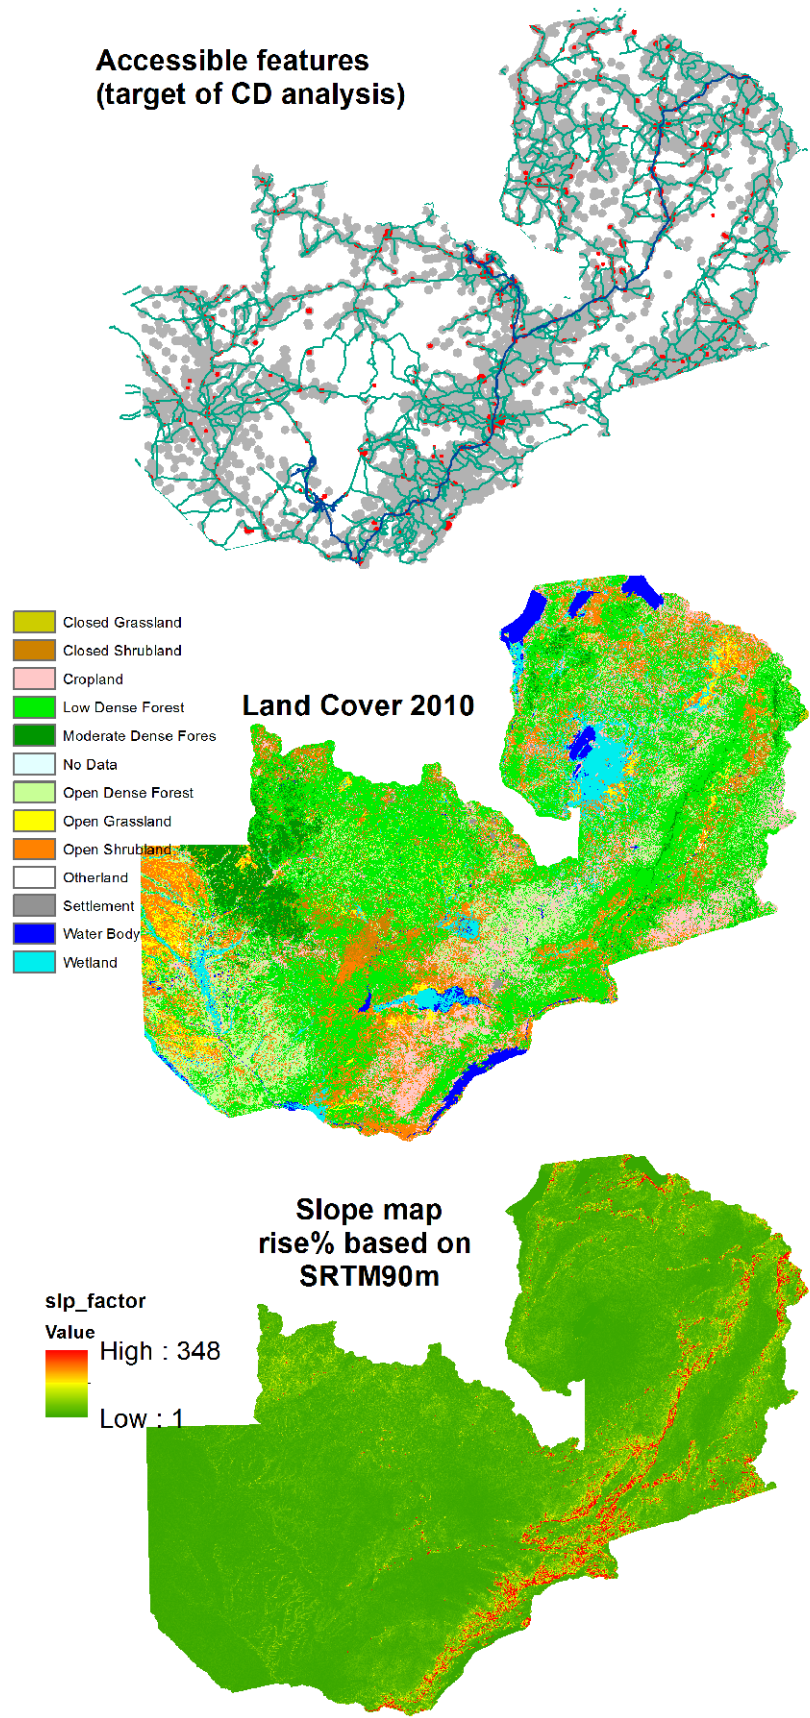 Accessible features
(target of CD analysis)
Closed Grassland
Closed Shrubland
Cropland
Low Dense Forest
Land Cover 2010
Moderate Dense Fores
No Data
Open Dense Forest
Open Grassland
Open Shrubland
Otherland
Settlement
Water Body
Wetland
Slope map
rise% based on
SRTM90m
slp_factor
Value
High : 348
Low : 1